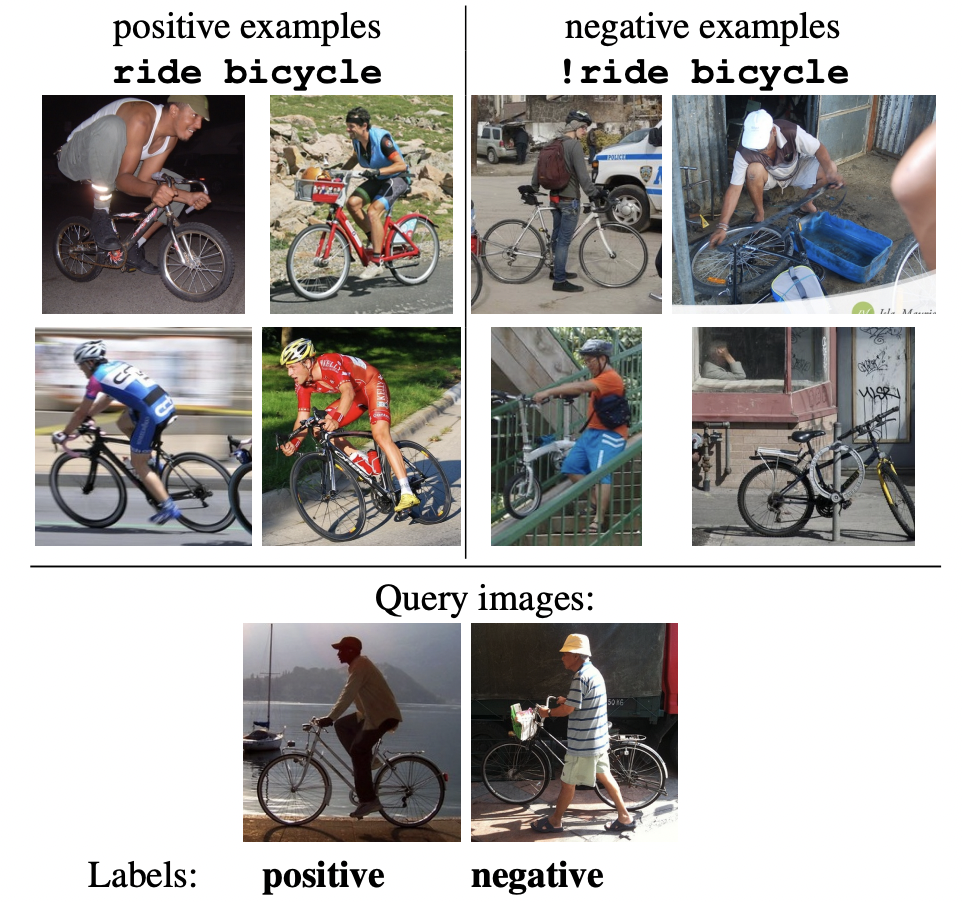 positive examples
negative examples
ride bicycle
!ride bicycle
Query images:
Labels: positive negative